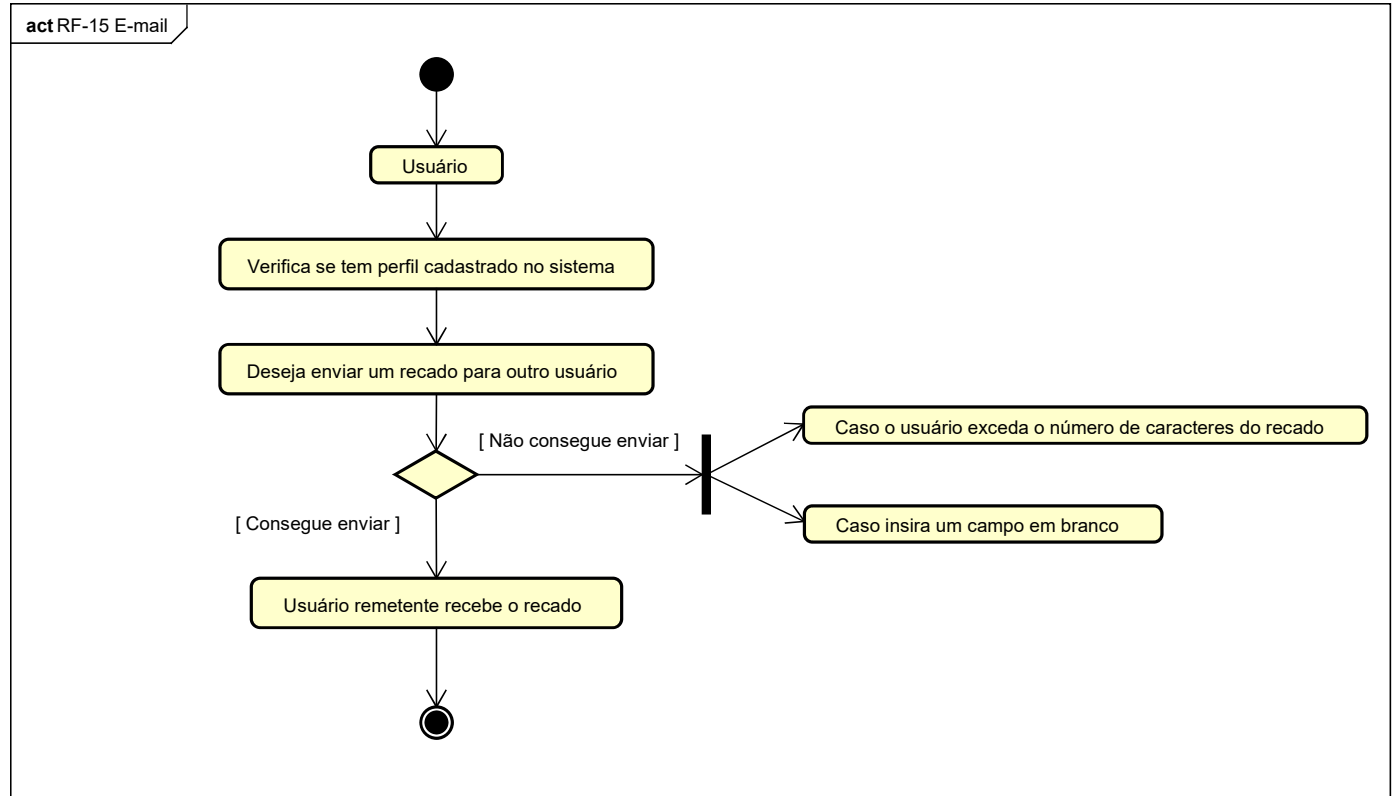 act RF-15 E-mail
Usuário
Verifica se tem perfil cadastrado no sistema
Deseja enviar um recado para outro usuário
[ Não consegue enviar ]
Caso o usuário exceda o número de caracteres do recado
Caso insira um campo em branco
[ Consegue enviar ]
Usuário remetente recebe o recado